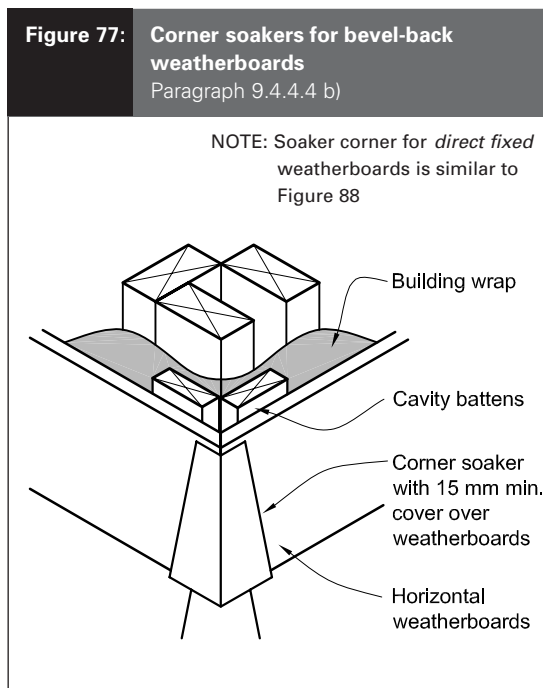 Figure 77:
Corner soakers for bevel-back
weatherboards
Paragraph 9.4.4.4 b)
NOTE: Soaker corner for direct fixed
weatherboards is similar to
Figure 88
Building wrap
Cavity battens
Corner soaker
with 15 mm min.
cover over
weatherboards
Horizontal
weatherboards